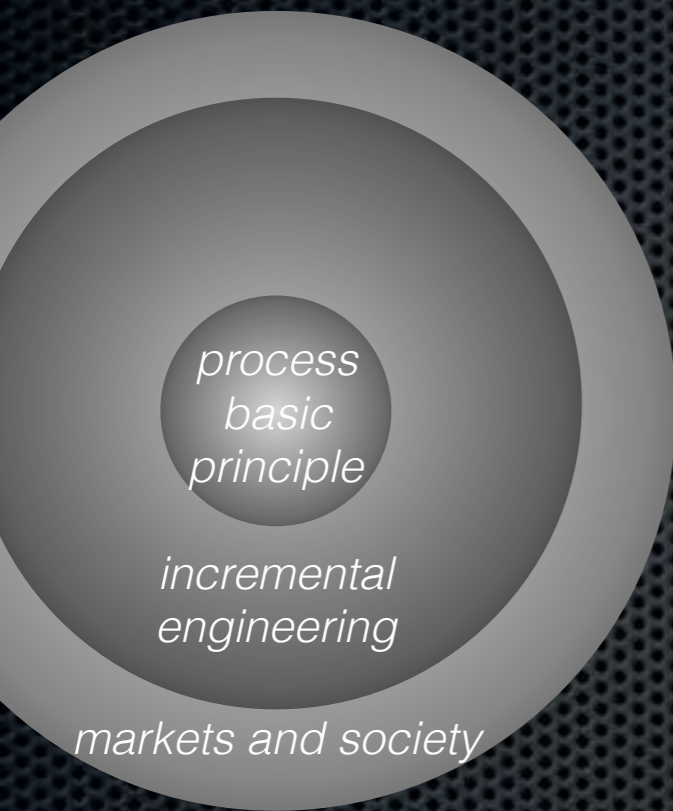 process
basic
principle
incremental
engineering
markets and society